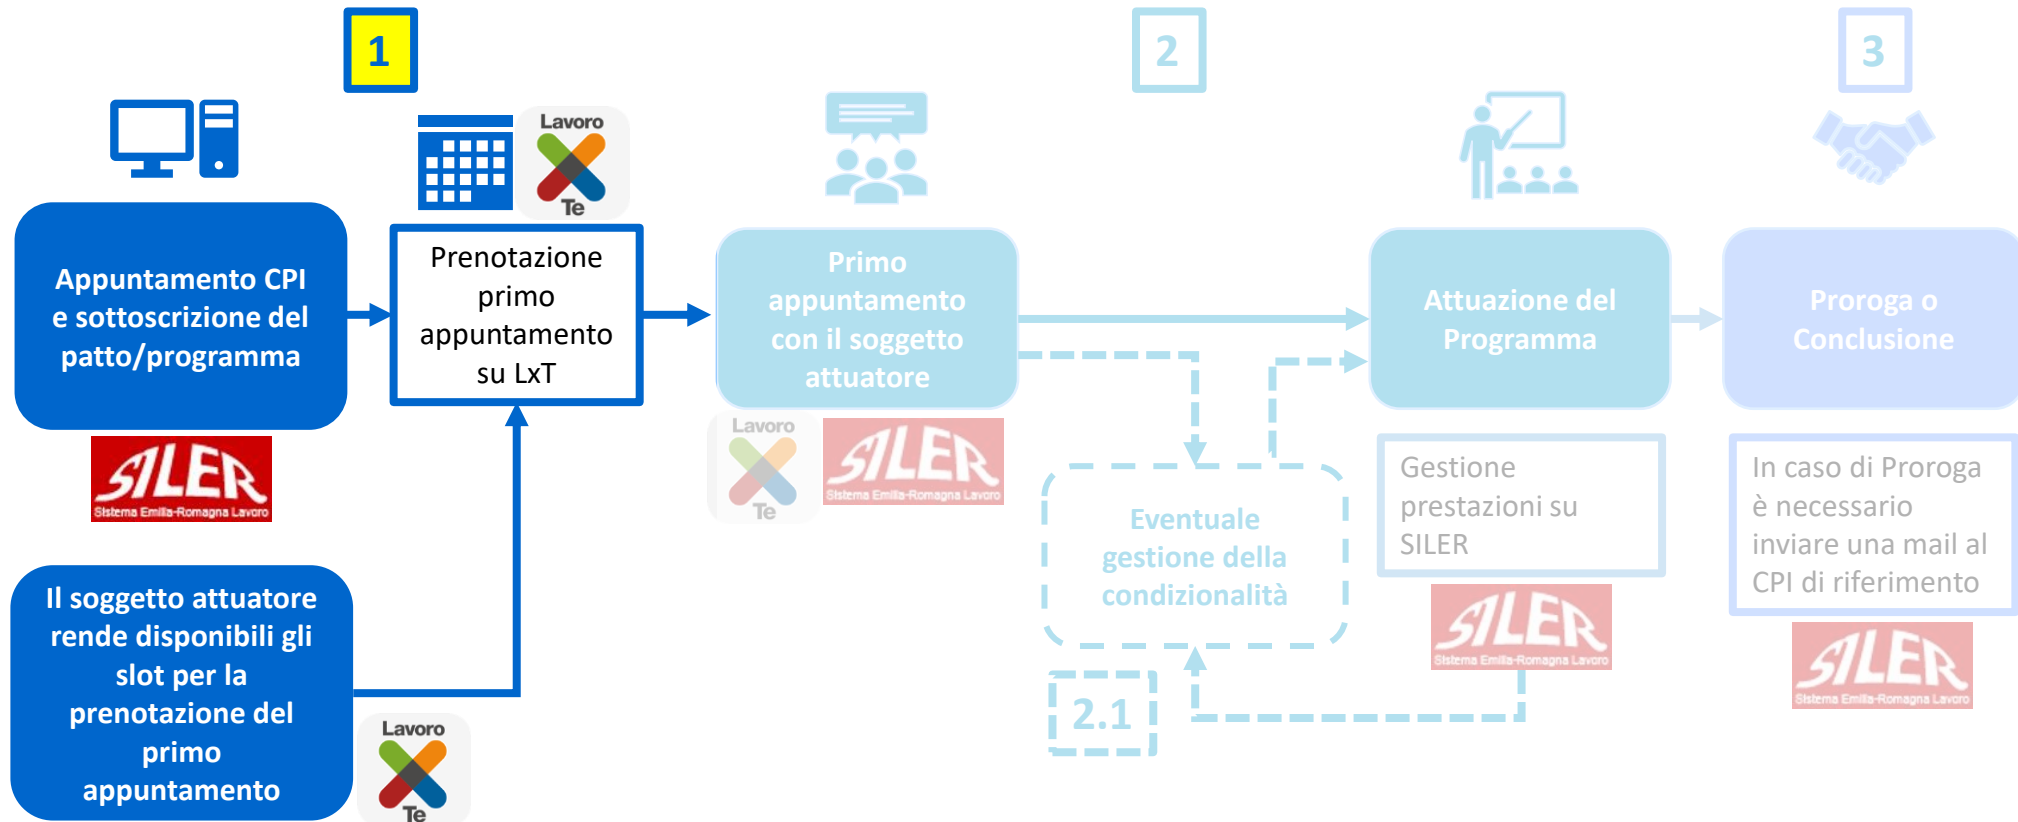 1
2
3
Lavoro
Te
Appuntamento CPI
e sottoscrizione del
patto/programma
Prenotazione
primo
appuntamento
su LxT
Primo
appuntamento
con il soggetto
attuatore
Attuazione del
Programma
Proroga o
Conclusione
SILER
Sistema Emilia-Romagna Lavoro
Lavoro
Te
SILER
Sistema Emilia-Romagna Lavoro
Eventuale
gestione della
condizionalità
2.1
Gestione
prestazioni su
SILER
SILER
Sistema Emilia-Romagna Lavoro
In caso di Proroga
è necessario
inviare una mail al
CPI di riferimento
SILER
Sistema Emilia-Romagna Lavoro
Il soggetto attuatore
rende disponibili gli
slot per la
prenotazione del
primo
appuntamento
Lavoro
Te